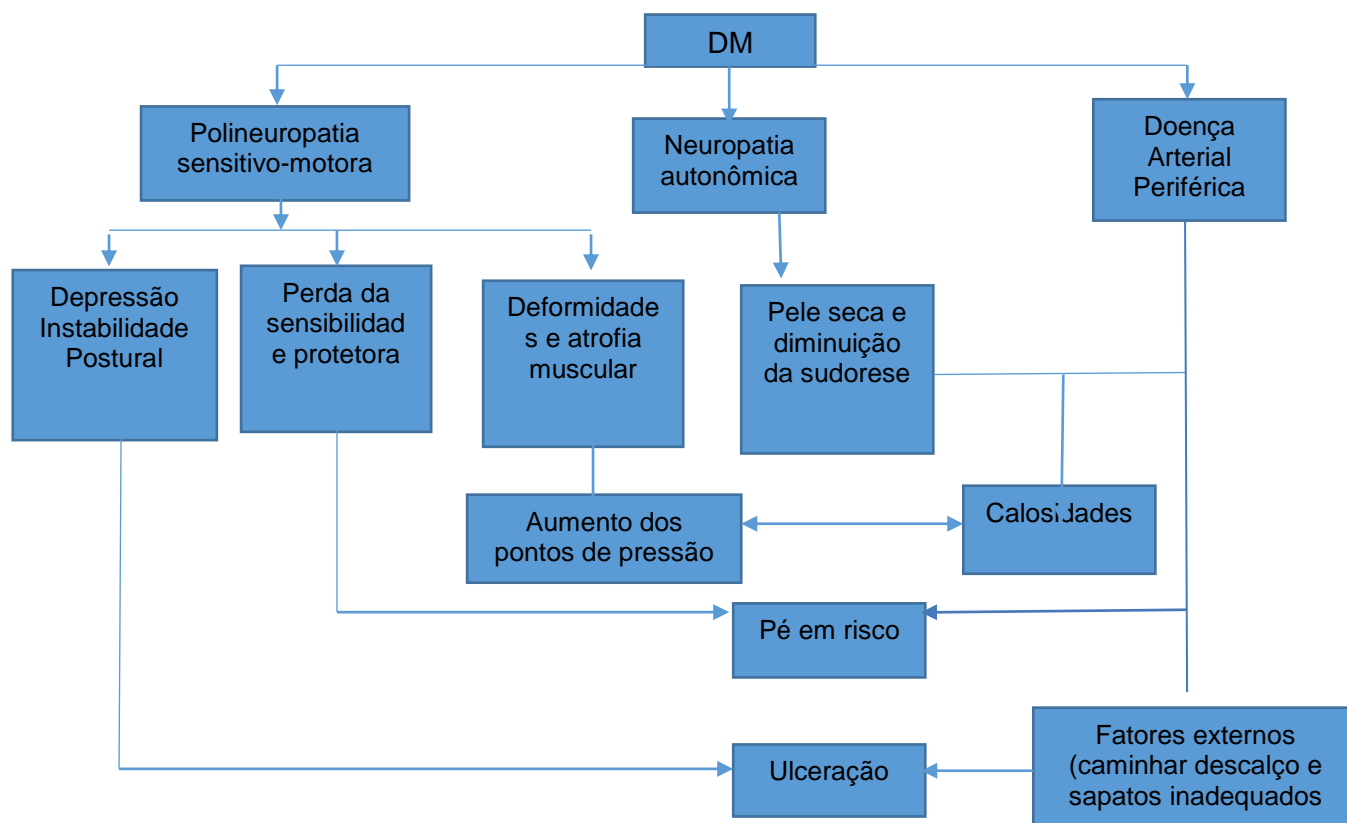 DM
Polineuropatia
sensitivo-motora
Neuropatia
autonômica
Doença
Arterial
Periférica
Depressão
Instabilidade
Postural
Perda da
sensibilidad
e protetora
Deformidade
s e atrofia
muscular
Pele seca e
diminuição
da sudorese
Aumento dos
pontos de pressão
Calosidades
Pé em risco
Ulceração
Fatores externos
(caminhar descalço e
sapatos inadequados